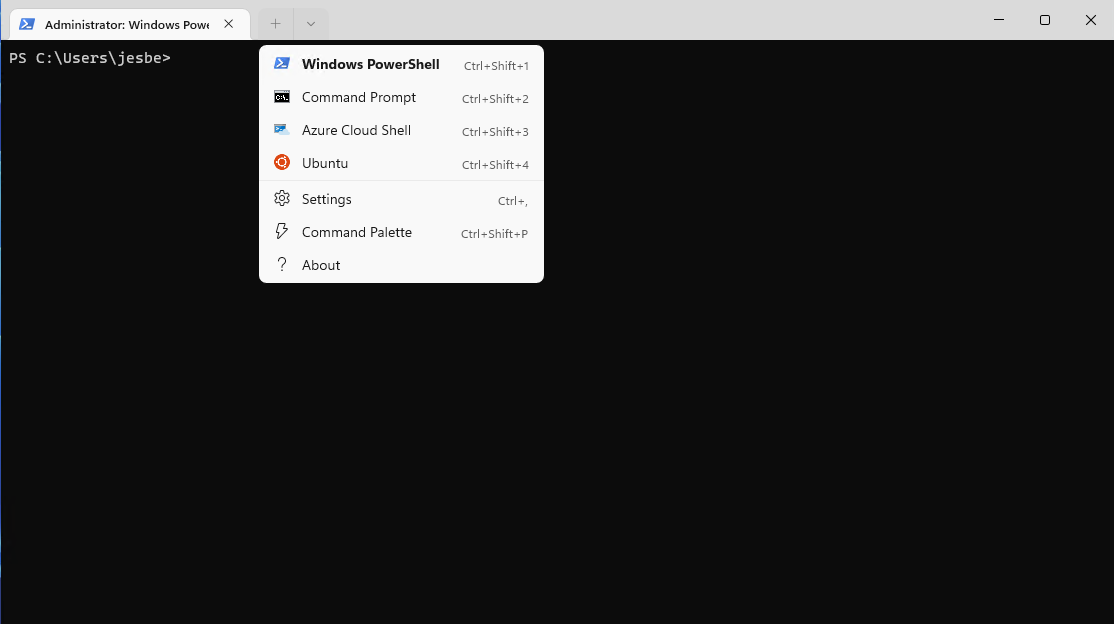 Administrator: Windows Powe
PS C:\Users\jesbe>
Windows PowerShell Ctrl+Shift+1
Command Prompt Ctrl+Shift+2
Azure Cloud Shell Ctrl+Shift+3
Ubuntu Ctrl+Shift+4
Settings Ctrl+,
Command Palette Ctrl+Shift+P
About